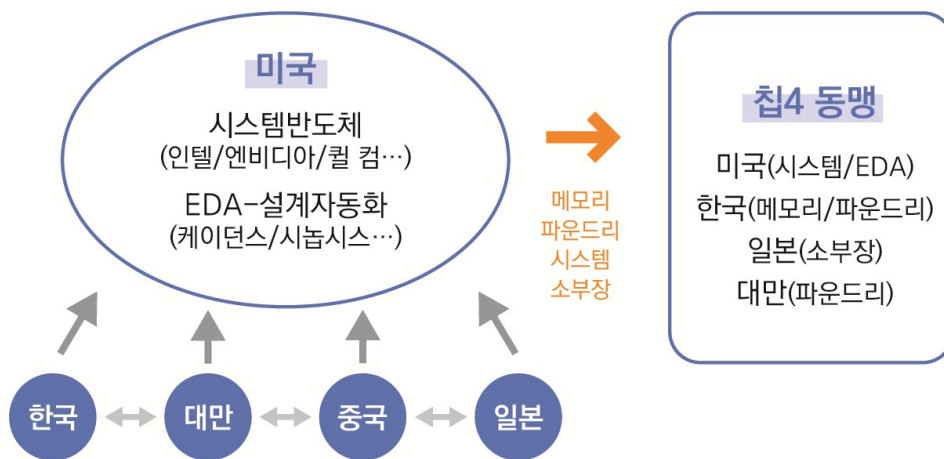 미국
시스템반도체
(인텔/엔비디아/퀄 컴…)
EDA-설계자동화
(케이던스/시놉시스…)
메모리
파운드리
시스템
소부장
칩4 동맹
미국(시스템/EDA)
한국(메모리/파운드리)
일본(소부장)
대만(파운드리)
한국
대만
중국
일본